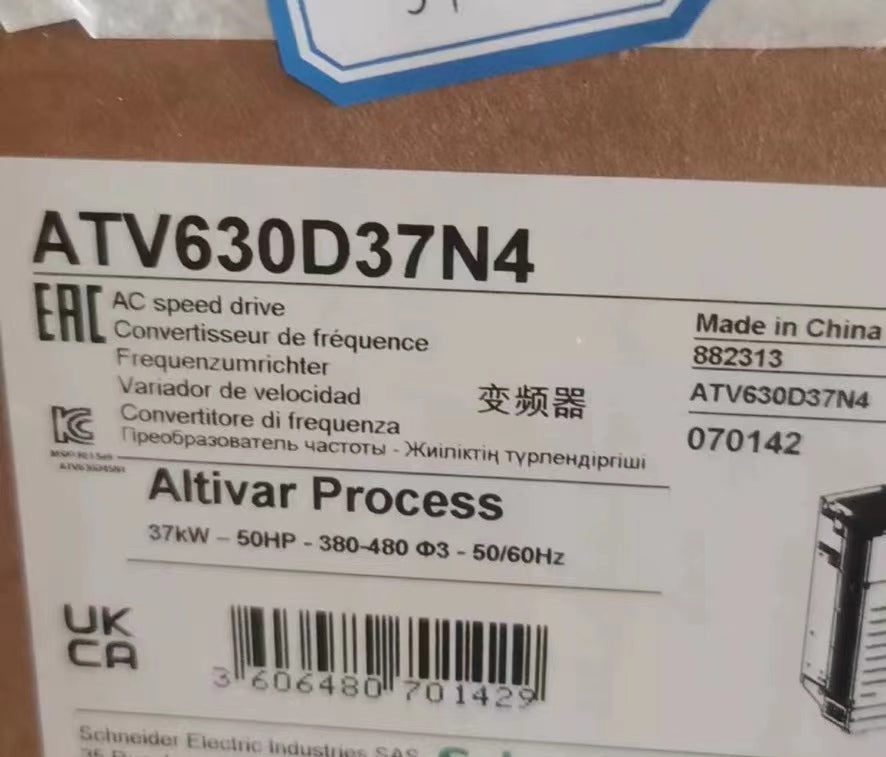 ATV630D37N4
EAC
AC speed drive
Convertisseur de fréquence
Frequenzumrichter
Variador de velocidad
Convertitore di frequenza
Преобразователь частоты - Жиіліктің түрлендіргіші
变频器
Made in China
882313
ATV630D37N4
070142
Altivar Process
37kW – 50HP - 380-480 Ф3 - 50/60Hz
UK
CA
3 606480 701429
Schneider Electric Industries SAS